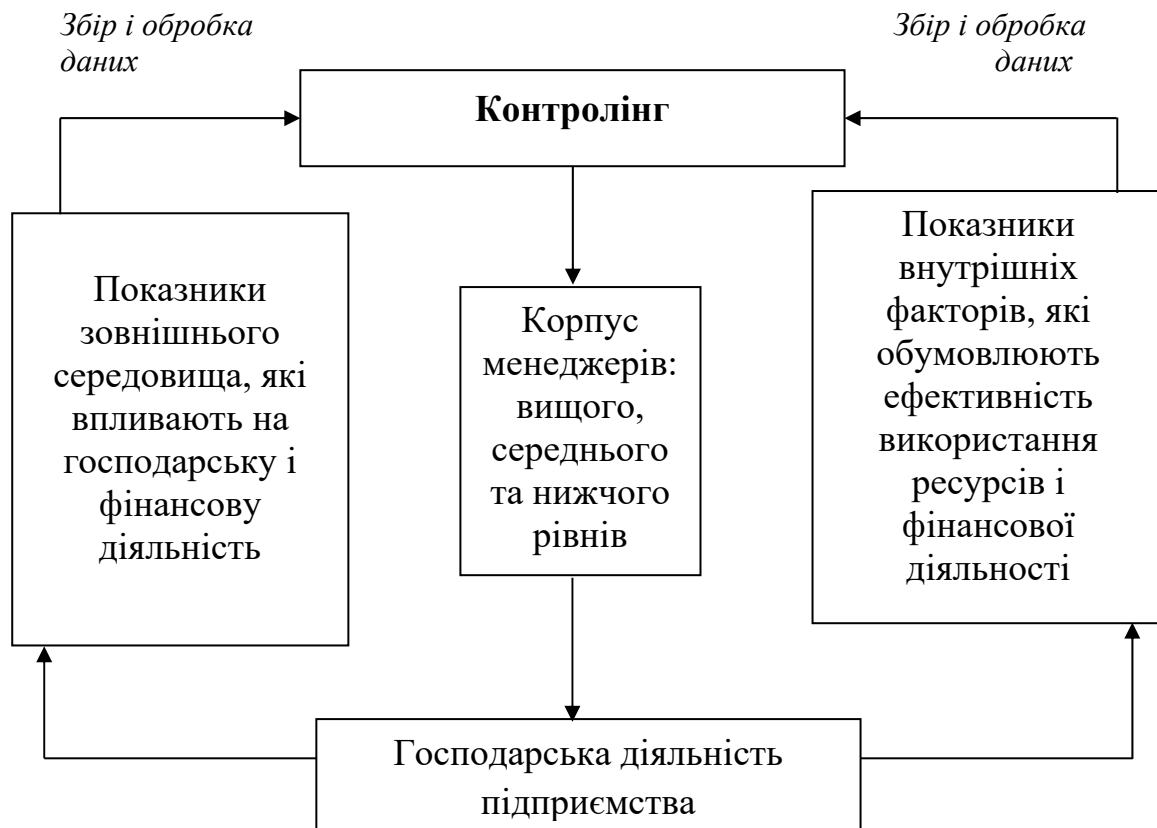 Збір і обробка
даних
Збір і обробка
даних
Контролінг
Показники
зовнішнього
середовища, які
впливають на
господарську і
фінансову
діяльність
Корпус
менеджерів:
вищого,
середнього
та нижчого
рівнів
Показники
внутрішніх
факторів, які
обумовлюють
ефективність
використання
ресурсів і
фінансової
діяльності
Господарська діяльність
підприємства